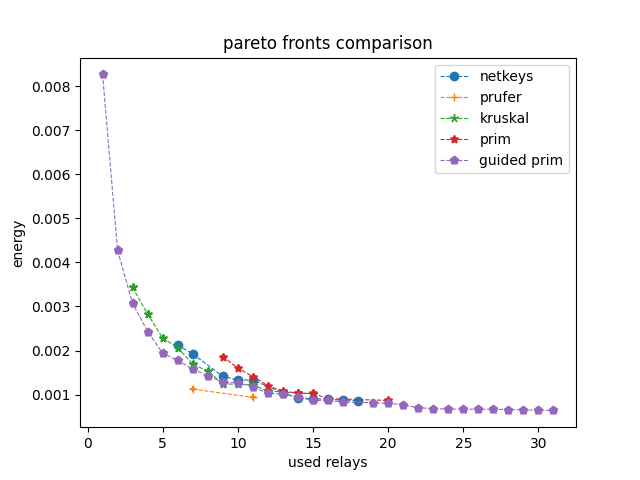 pareto fronts comparison
netkeys
prufer
kruskal
prim
guided prim
energy
0.008
0.007
0.006
0.005
0.004
0.003
0.002
0.001
0 5 10 15 20 25 30
used relays